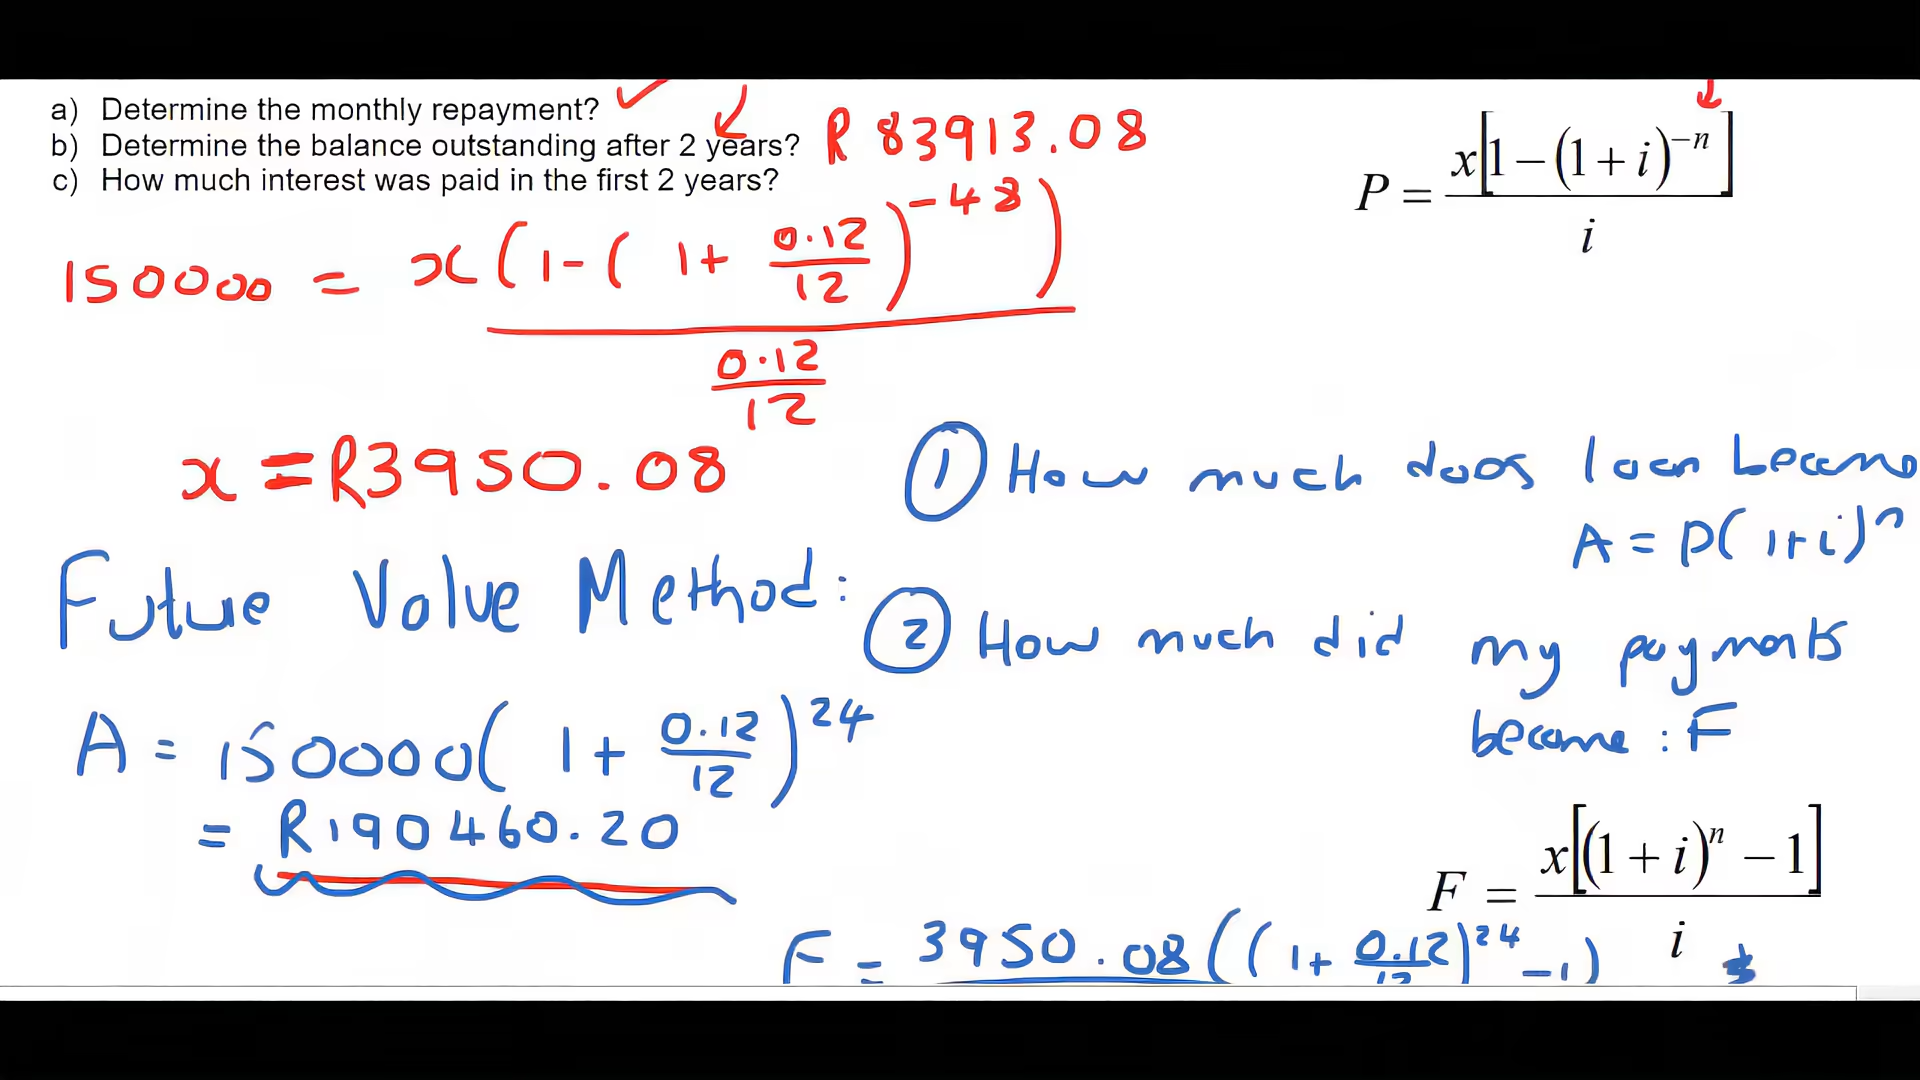 a) Determine the monthly repayment?
b) Determine the balance outstanding after 2 years? R 83913.08
c) How much interest was paid in the first 2 years?
P = x[1 − (1 + i)^−n] / i
150000 = x(1 - (1 + 0.12/12)^-48) / (0.12/12)
x = R3950.08
① How much does loan become
A = P(1+i)^n
Future Value Method:
② How much did my payments
become : F
A = 150000(1 + 0.12/12)^24
= R190460.20
F = x[(1 + i)^n − 1] / i
F = 3950.08((1 + 0.12/12)^24 - 1)